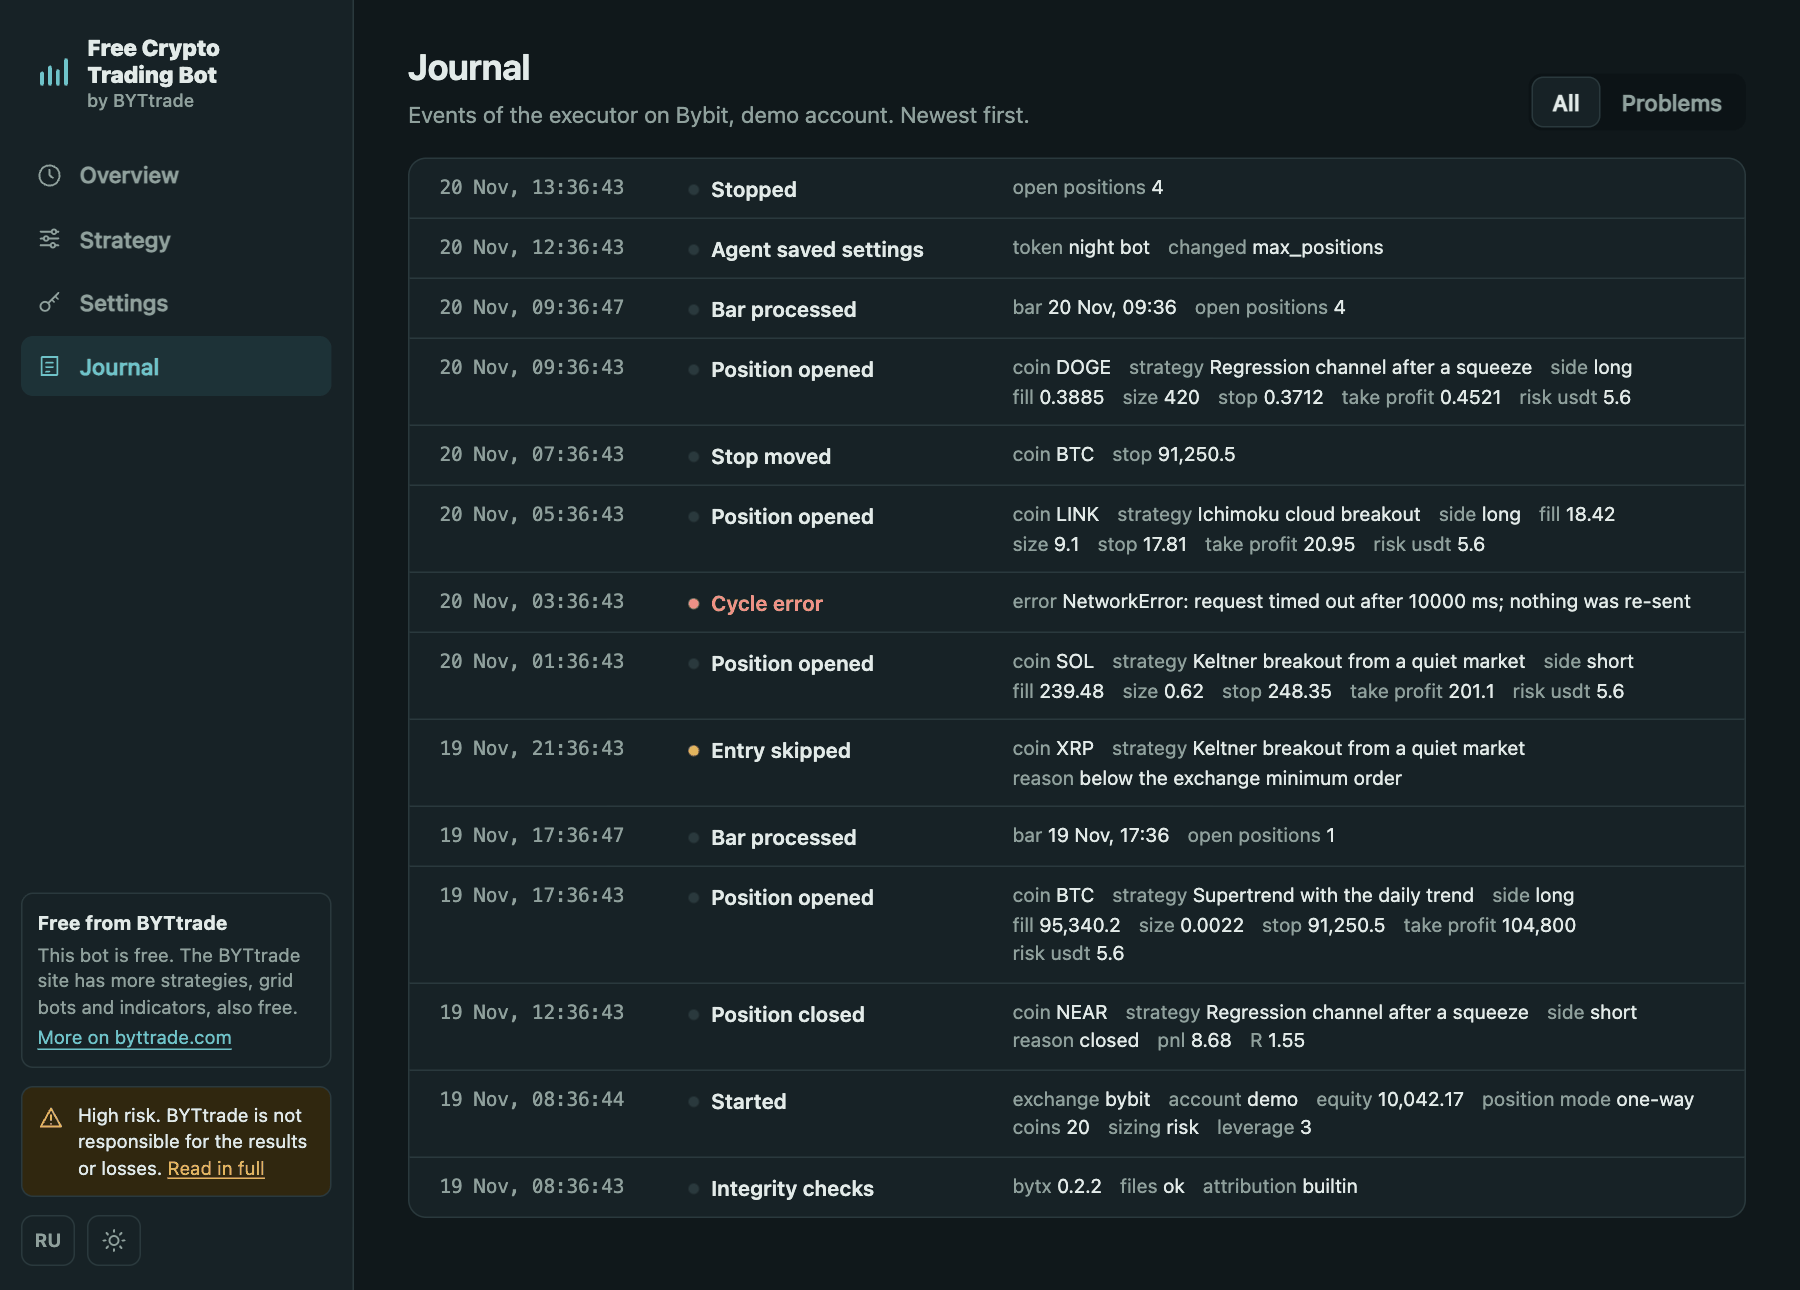 Free Crypto
Trading Bot
by BYTtrade
Overview
Strategy
Settings
Journal
Free from BYTtrade
This bot is free. The BYTtrade
site has more strategies, grid
bots and indicators, also free.
More on byttrade.com
High risk. BYTtrade is not
responsible for the results
or losses. Read in full
RU
Journal
Events of the executor on Bybit, demo account. Newest first.
All Problems
20 Nov, 13:36:43 Stopped open positions 4
20 Nov, 12:36:43 Agent saved settings token night bot changed max_positions
20 Nov, 09:36:47 Bar processed bar 20 Nov, 09:36 open positions 4
20 Nov, 09:36:43 Position opened coin DOGE strategy Regression channel after a squeeze side long
fill 0.3885 size 420 stop 0.3712 take profit 0.4521 risk usdt 5.6
20 Nov, 07:36:43 Stop moved coin BTC stop 91,250.5
20 Nov, 05:36:43 Position opened coin LINK strategy Ichimoku cloud breakout side long fill 18.42
size 9.1 stop 17.81 take profit 20.95 risk usdt 5.6
20 Nov, 03:36:43 Cycle error error NetworkError: request timed out after 10000 ms; nothing was re-sent
20 Nov, 01:36:43 Position opened coin SOL strategy Keltner breakout from a quiet market side short
fill 239.48 size 0.62 stop 248.35 take profit 201.1 risk usdt 5.6
19 Nov, 21:36:43 Entry skipped coin XRP strategy Keltner breakout from a quiet market
reason below the exchange minimum order
19 Nov, 17:36:47 Bar processed bar 19 Nov, 17:36 open positions 1
19 Nov, 17:36:43 Position opened coin BTC strategy Supertrend with the daily trend side long
fill 95,340.2 size 0.0022 stop 91,250.5 take profit 104,800
risk usdt 5.6
19 Nov, 12:36:43 Position closed coin NEAR strategy Regression channel after a squeeze side short
reason closed pnl 8.68 R 1.55
19 Nov, 08:36:44 Started exchange bybit account demo equity 10,042.17 position mode one-way
coins 20 sizing risk leverage 3
19 Nov, 08:36:43 Integrity checks bytx 0.2.2 files ok attribution builtin